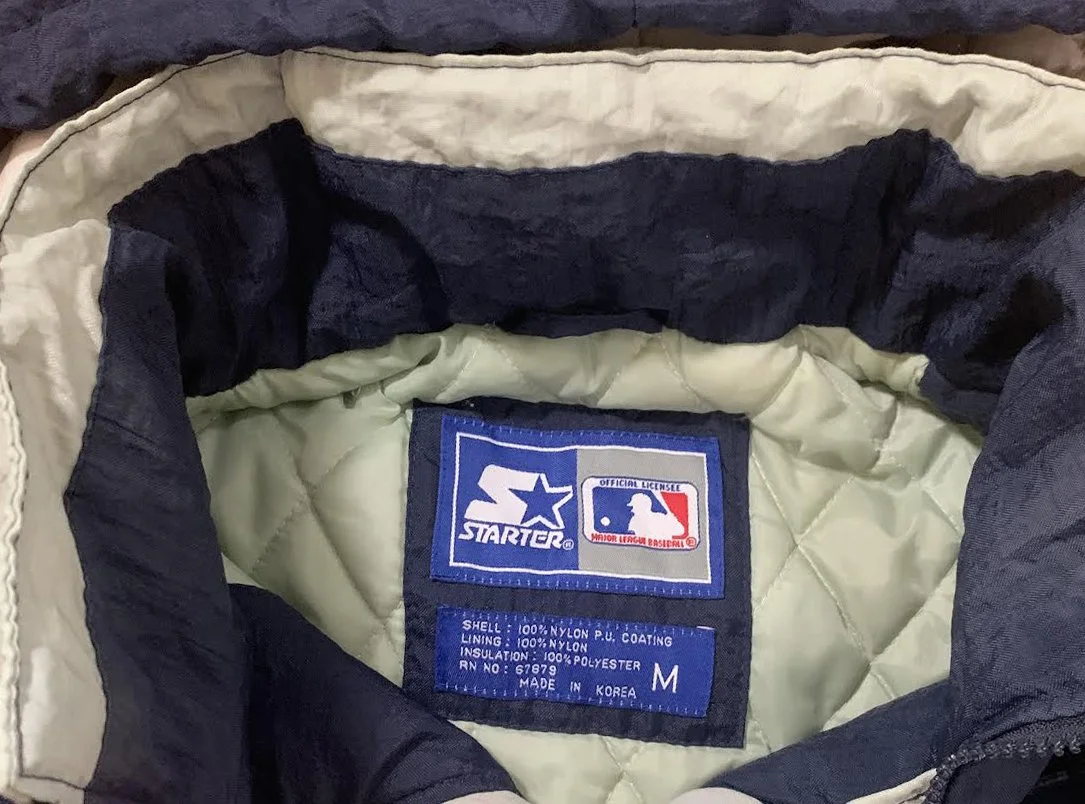 STARTER®
OFFICIAL LICENSEE
MAJOR LEAGUE BASEBALL ®
SHELL : 100% NYLON P.U. COATING
LINING : 100% NYLON
INSULATION : 100% POLYESTER
RN NO : 67879
MADE IN KOREA
M